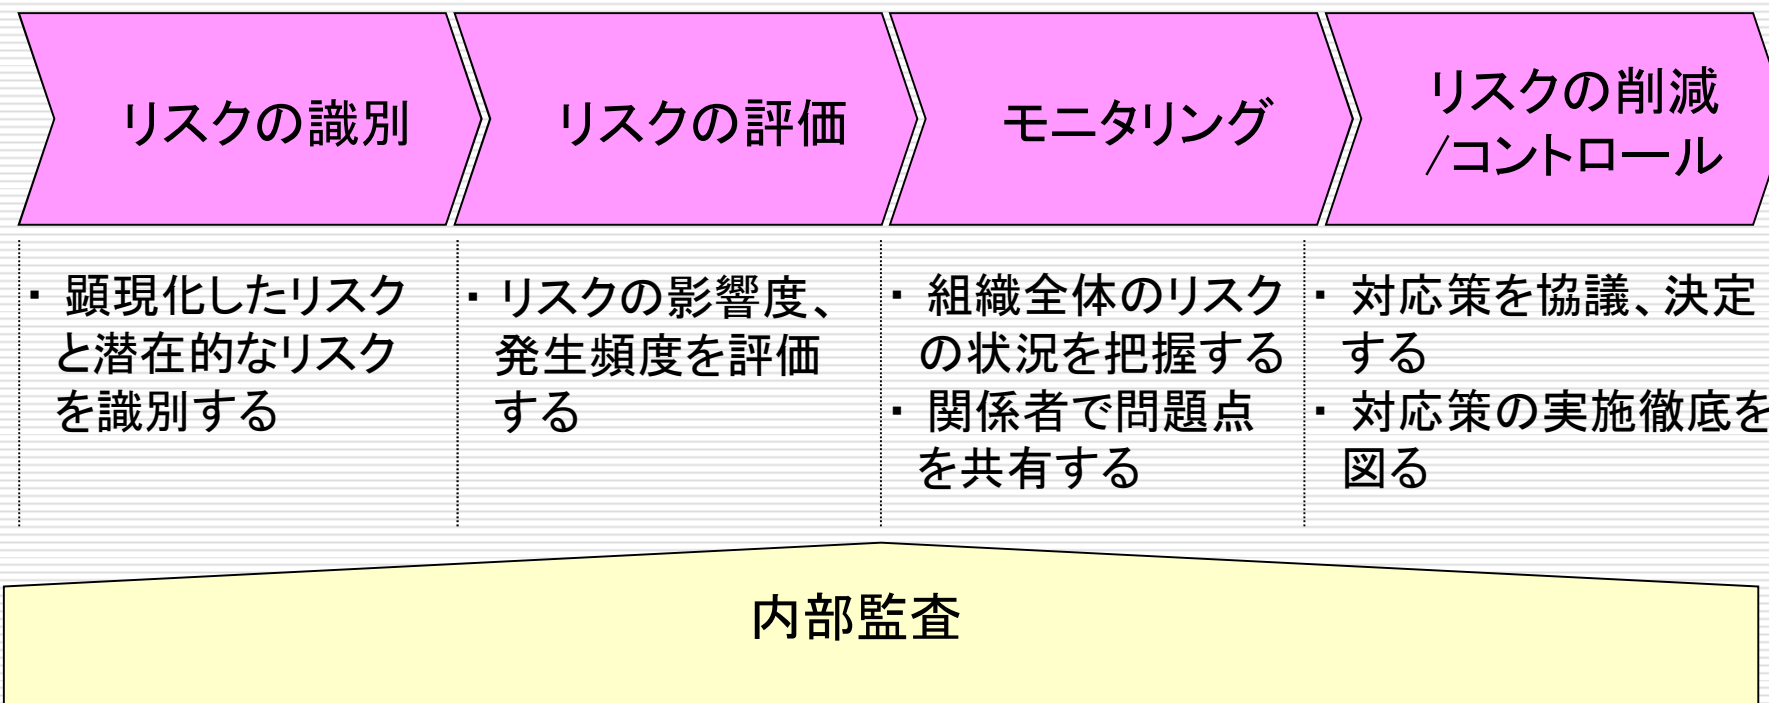 リスクの識別
リスクの評価
モニタリング
リスクの削減
/コントロール
・ 顕現化したリスク
と潜在的なリスク
を識別する
・ リスクの影響度、
発生頻度を評価
する
・ 組織全体のリスク
の状況を把握する
・ 関係者で問題点
を共有する
・ 対応策を協議、決定
する
・ 対応策の実施徹底を
図る
内部監査